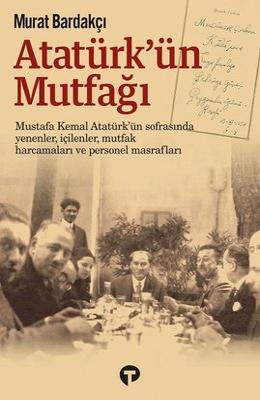 Murat Bardakçı
Atatürk'ün
Mutfağı
Mustafa Kemal Atatürk'ün sofrasında
yenenler, içilenler, mutfak
harcamaları ve personel masrafları
T